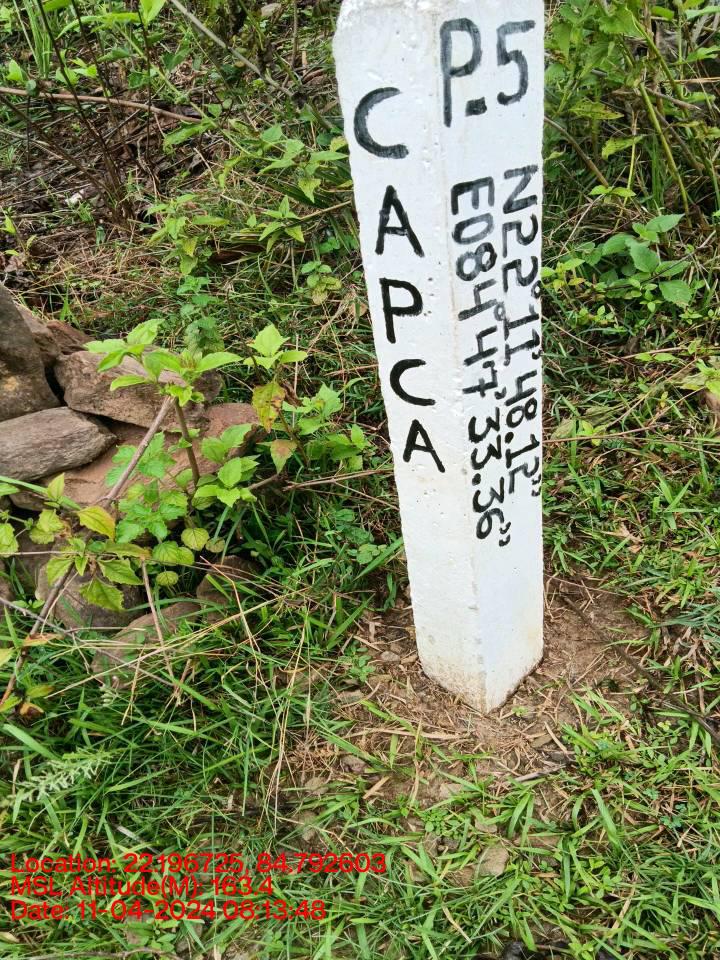 P.5
CAPCA
N22° 11' 48.12"
E084° 47' 33.36"
Location: 22.196725, 84.792603
MSL Altitude(M): 163.4
Date: 11-04-2024 08:13:48